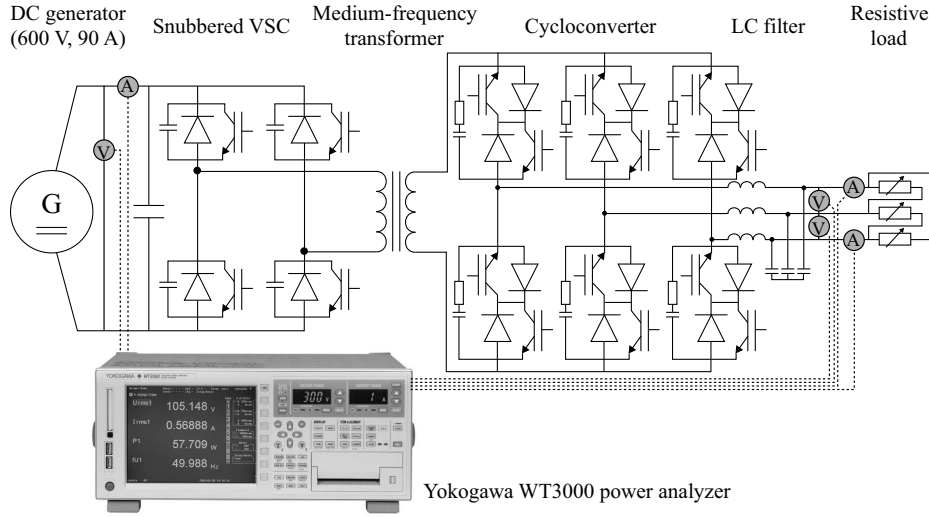 DC generator
(600 V, 90 A)
Snubbered VSC
Medium-frequency
transformer
Cycloconverter
LC filter
Resistive
load
A
V
G
A
V
V
A
YOKOGAWA WT3000
Urms1 105.148 V
Irms1 0.56888 A
P1 57.709 W
fU1 49.988 Hz
300 V
1 A
Yokogawa WT3000 power analyzer